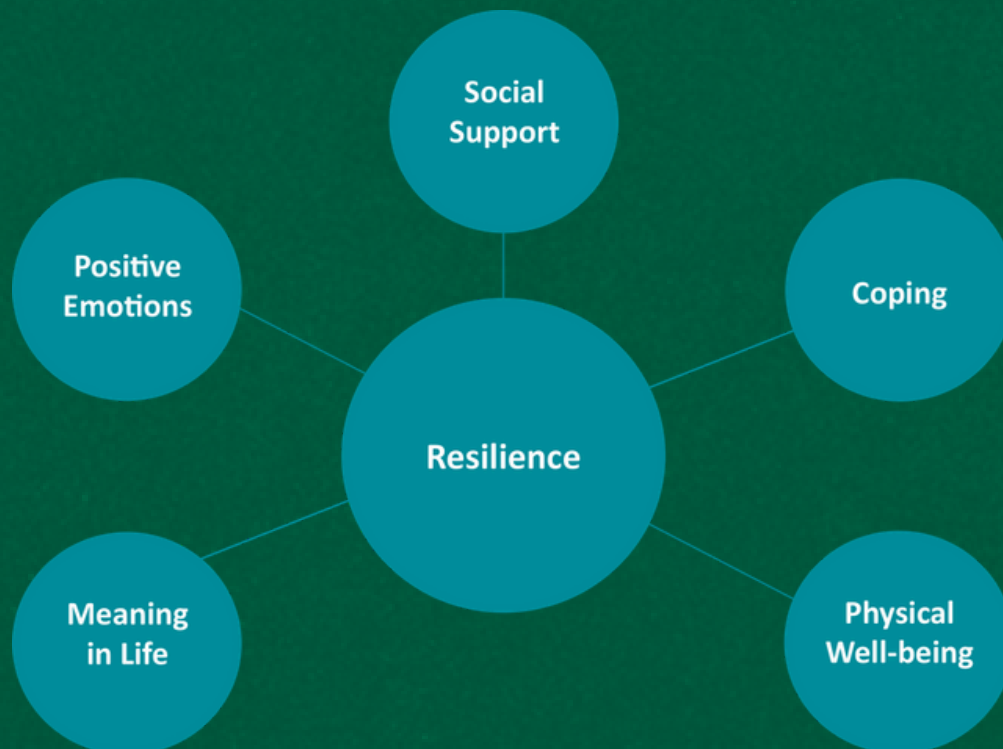 Social
Support
Positive
Emotions
Coping
Resilience
Meaning
in Life
Physical
Well-being